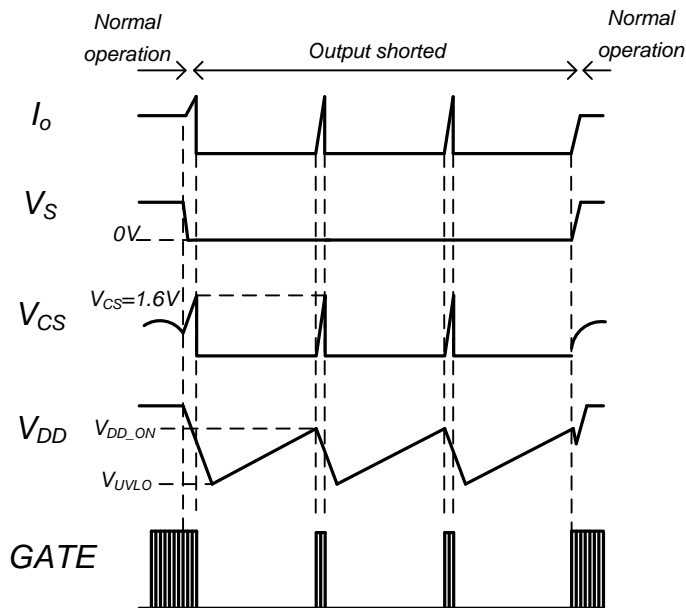 Normal
operation
Output shorted
Normal
operation
Io
VS
0V
VCS=1.6V
VCS
VDD
VDD_ON
VUVLO
GATE